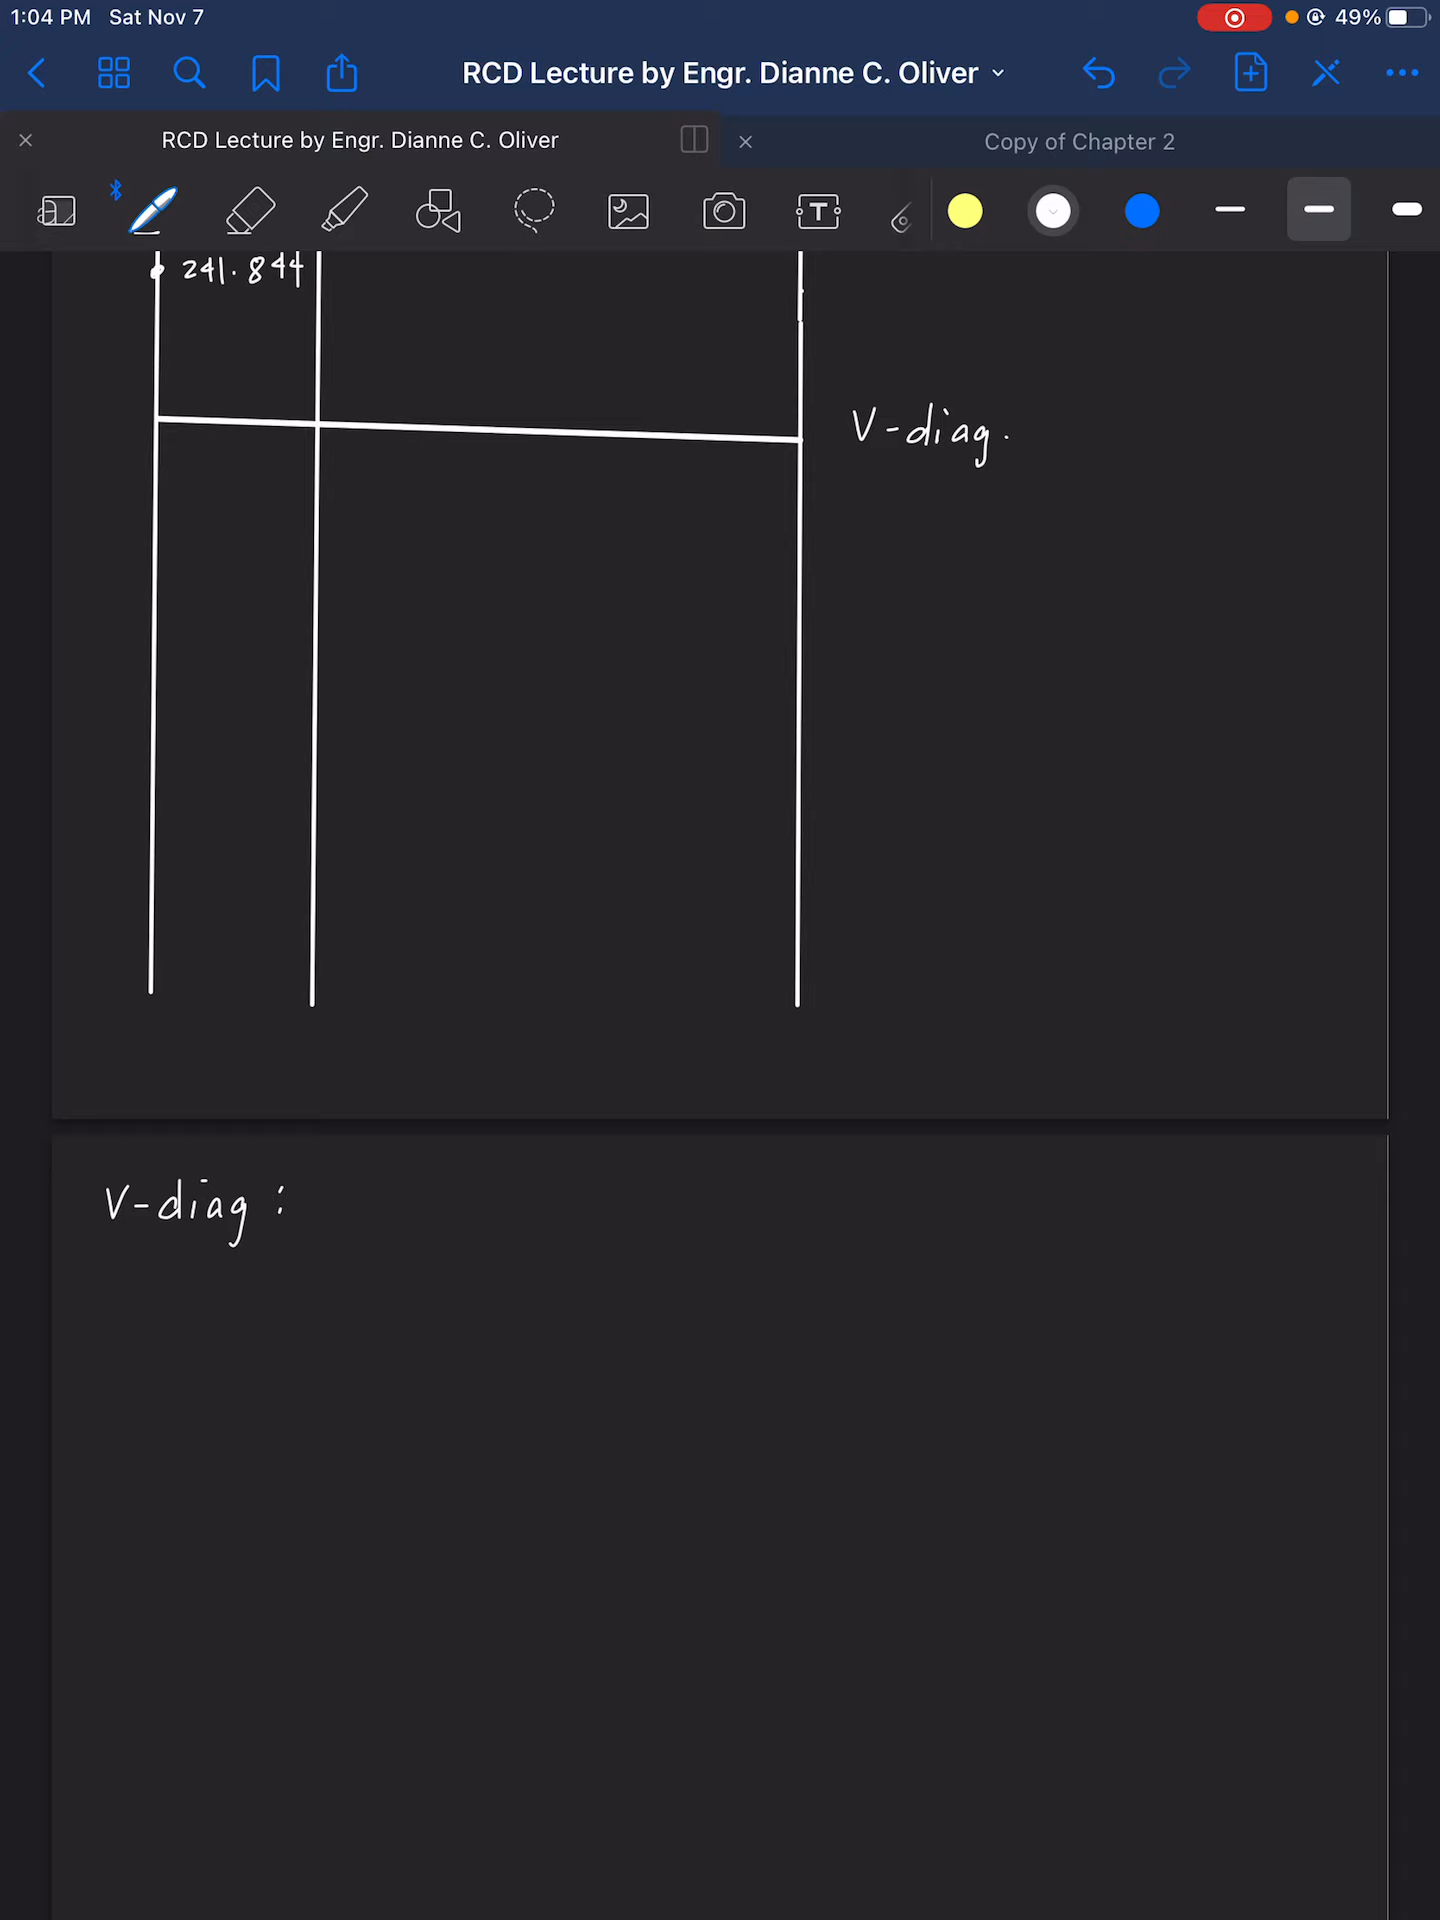 1:04 PM Sat Nov 7 49%
RCD Lecture by Engr. Dianne C. Oliver
RCD Lecture by Engr. Dianne C. Oliver Copy of Chapter 2
241.844
V-diag.
V-diag: